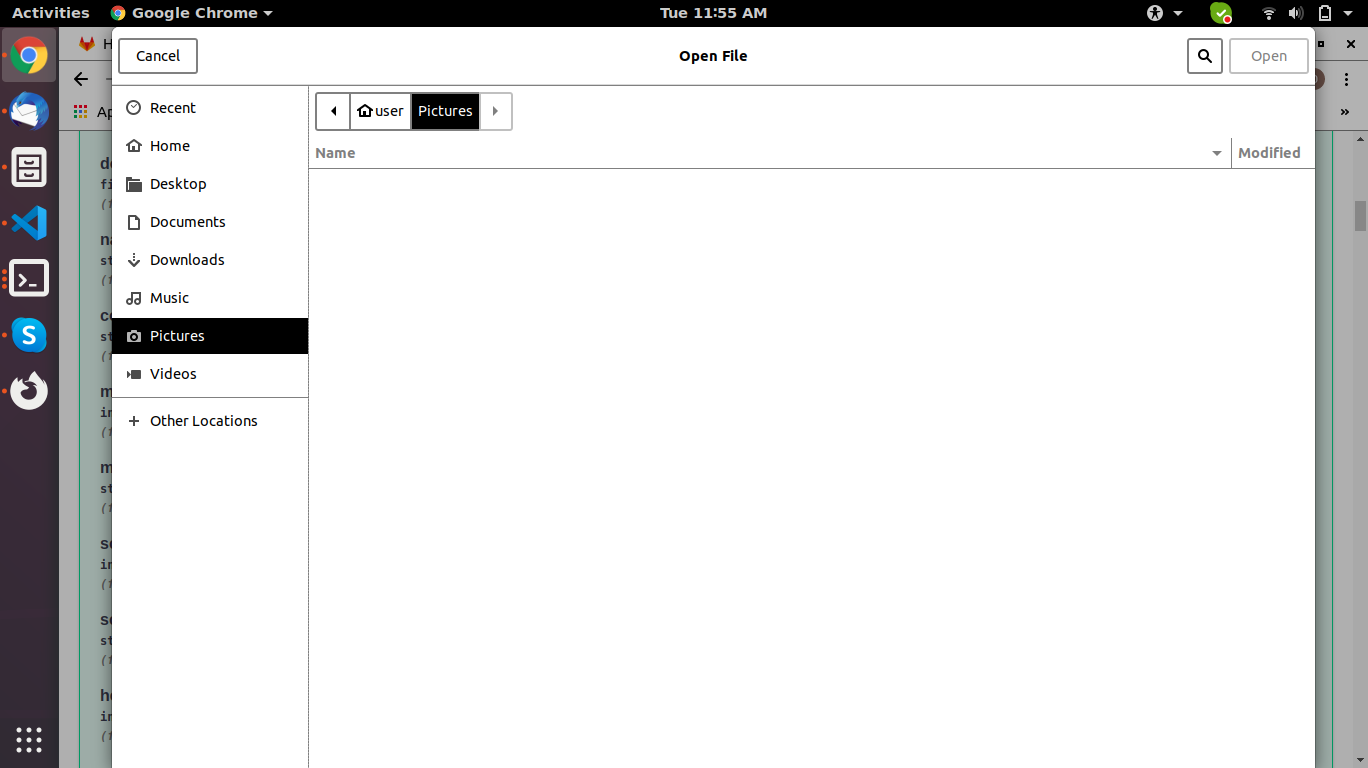 Activities
Google Chrome
Tue 11:55 AM
H
Cancel
Open File
Open
Recent
Home
Desktop
Documents
Downloads
Music
Pictures
Videos
Other Locations
user
Pictures
Name
Modified